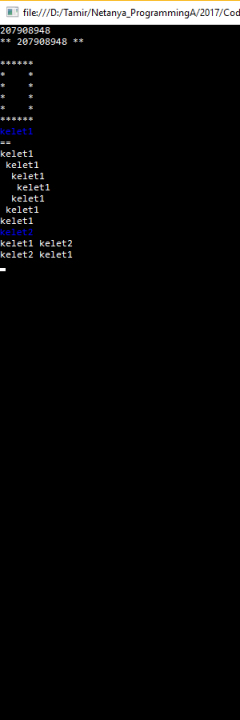 file:///D:/Tamir/Netanya_ProgrammingA/2017/Cod
207908948
** 207908948 **
******
*    *
*    *
*    *
*    *
******
kelet1
==
kelet1
 kelet1
  kelet1
   kelet1
  kelet1
 kelet1
kelet1
kelet2
kelet1 kelet2
kelet2 kelet1